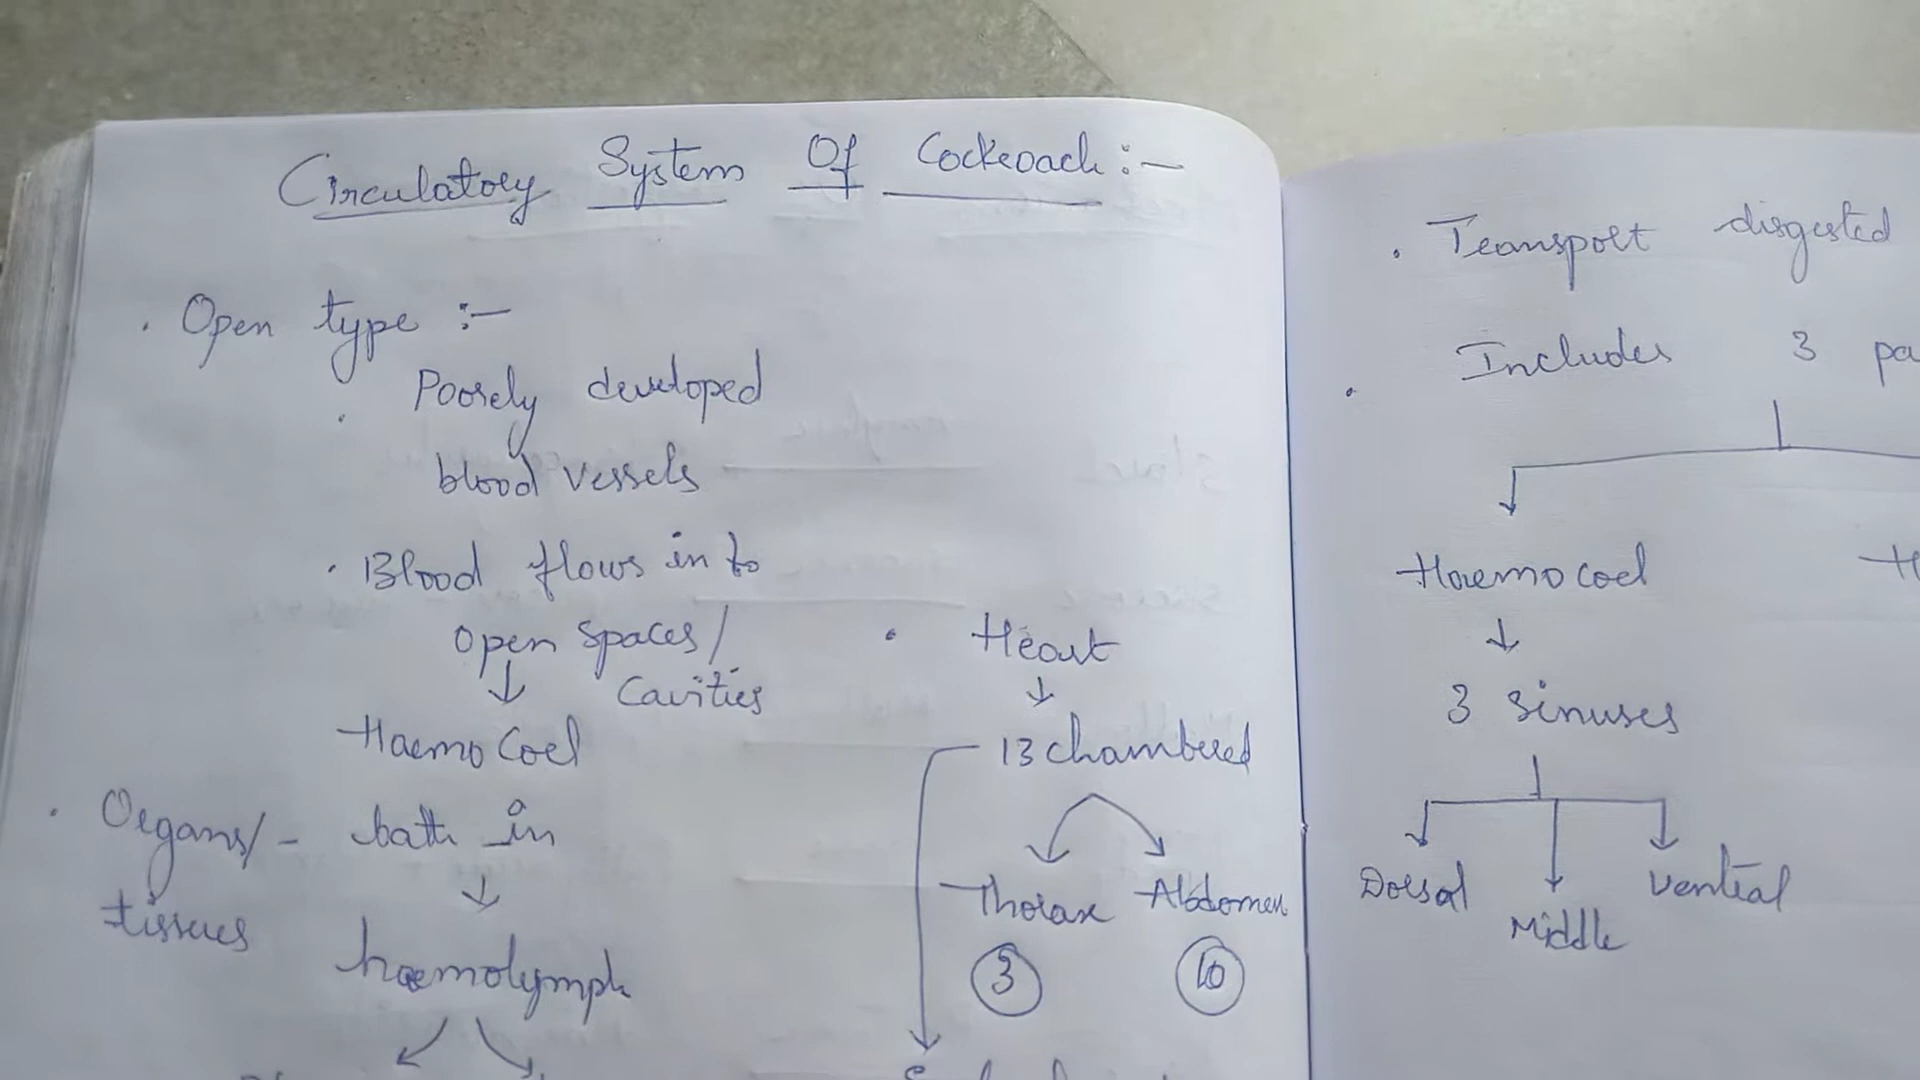 Circulatory System Of Cockroach :-
. Open type :-
. Poorely developed
blood vessels
. Blood flows in to
open spaces/
cavities
↓
Haemo Coel
. Organs/ - bath in
tissues
↓
haemolymph
. Heart
↓
13 chambered
Thorax Abdomen
3 10
. Transport disgested
. Includes 3
Haemo coel
↓
3 sinuses
Dorsal Middle Ventral